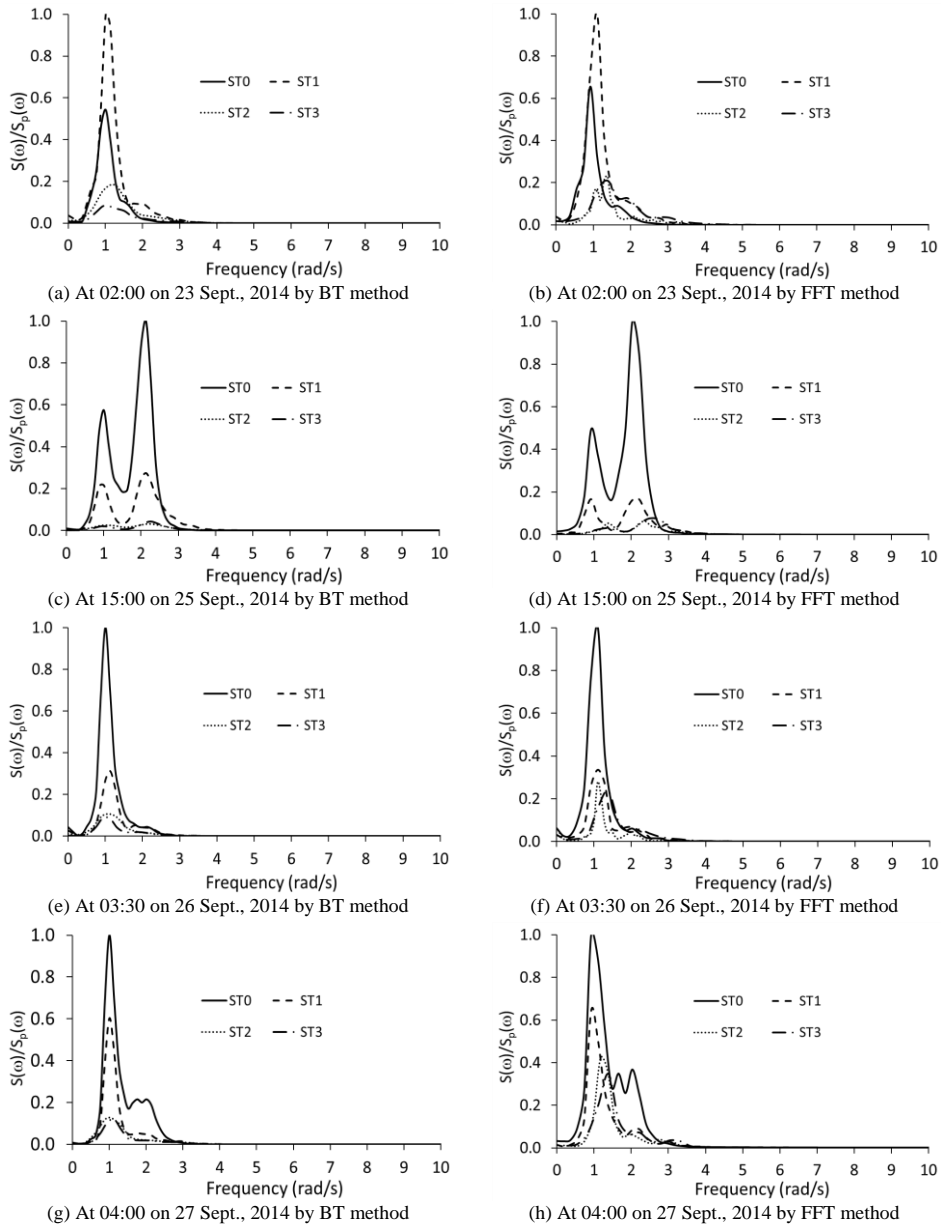 1.0
0.8
0.6
0.4
0.2
0.0
S(ω)/Sp(ω)
ST0 ST1
ST2 ST3
0 1 2 3 4 5 6 7 8 9 10
Frequency (rad/s)
(a) At 02:00 on 23 Sept., 2014 by BT method
1.0
0.8
0.6
0.4
0.2
0.0
S(ω)/Sp(ω)
ST0 ST1
ST2 ST3
0 1 2 3 4 5 6 7 8 9 10
Frequency (rad/s)
(b) At 02:00 on 23 Sept., 2014 by FFT method
1.0
0.8
0.6
0.4
0.2
0.0
S(ω)/Sp(ω)
ST0 ST1
ST2 ST3
0 1 2 3 4 5 6 7 8 9 10
Frequency (rad/s)
(c) At 15:00 on 25 Sept., 2014 by BT method
1.0
0.8
0.6
0.4
0.2
0.0
S(ω)/Sp(ω)
ST0 ST1
ST2 ST3
0 1 2 3 4 5 6 7 8 9 10
Frequency (rad/s)
(d) At 15:00 on 25 Sept., 2014 by FFT method
1.0
0.8
0.6
0.4
0.2
0.0
S(ω)/Sp(ω)
ST0 ST1
ST2 ST3
0 1 2 3 4 5 6 7 8 9 10
Frequency (rad/s)
(e) At 03:30 on 26 Sept., 2014 by BT method
1.0
0.8
0.6
0.4
0.2
0.0
S(ω)/Sp(ω)
ST0 ST1
ST2 ST3
0 1 2 3 4 5 6 7 8 9 10
Frequency (rad/s)
(f) At 03:30 on 26 Sept., 2014 by FFT method
1.0
0.8
0.6
0.4
0.2
0.0
S(ω)/Sp(ω)
ST0 ST1
ST2 ST3
0 1 2 3 4 5 6 7 8 9 10
Frequency (rad/s)
(g) At 04:00 on 27 Sept., 2014 by BT method
1.0
0.8
0.6
0.4
0.2
0.0
S(ω)/Sp(ω)
ST0 ST1
ST2 ST3
0 1 2 3 4 5 6 7 8 9 10
Frequency (rad/s)
(h) At 04:00 on 27 Sept., 2014 by FFT method